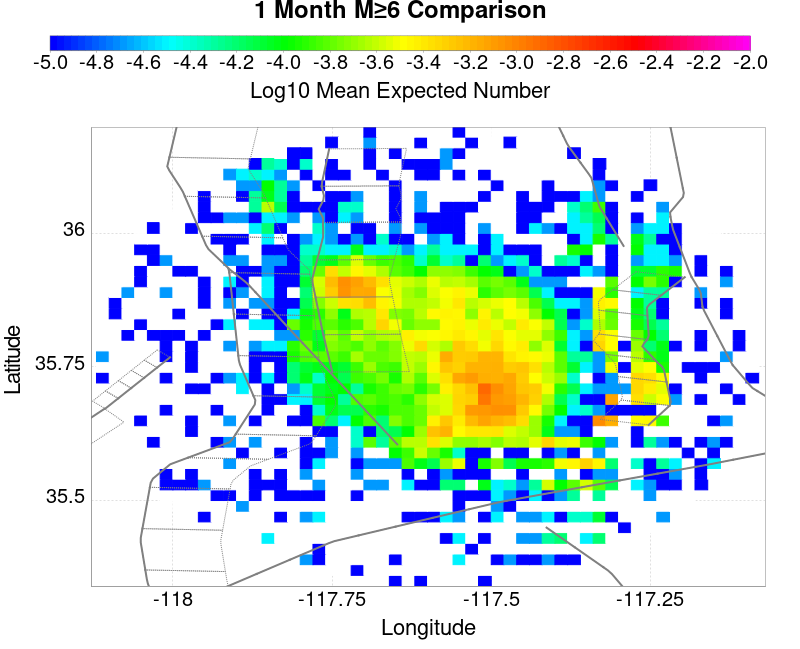 1 Month M≥6 Comparison
-5.0 -4.8 -4.6 -4.4 -4.2 -4.0 -3.8 -3.6 -3.4 -3.2 -3.0 -2.8 -2.6 -2.4 -2.2 -2.0
Log10 Mean Expected Number
36
35.75
35.5
Latitude
-118 -117.75 -117.5 -117.25
Longitude